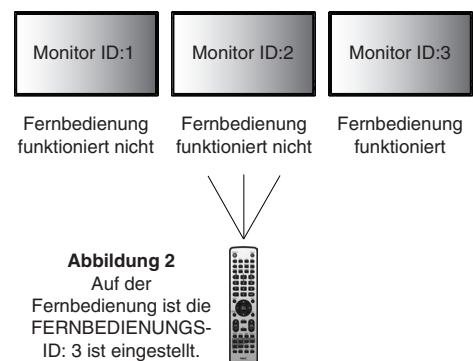 Monitor ID:1
Monitor ID:2
Monitor ID:3
Fernbedienung
funktioniert nicht
Fernbedienung
funktioniert nicht
Fernbedienung
funktioniert
Abbildung 2
Auf der
Fernbedienung ist die
FERNBEDIENUNGS-
ID: 3 ist eingestellt.